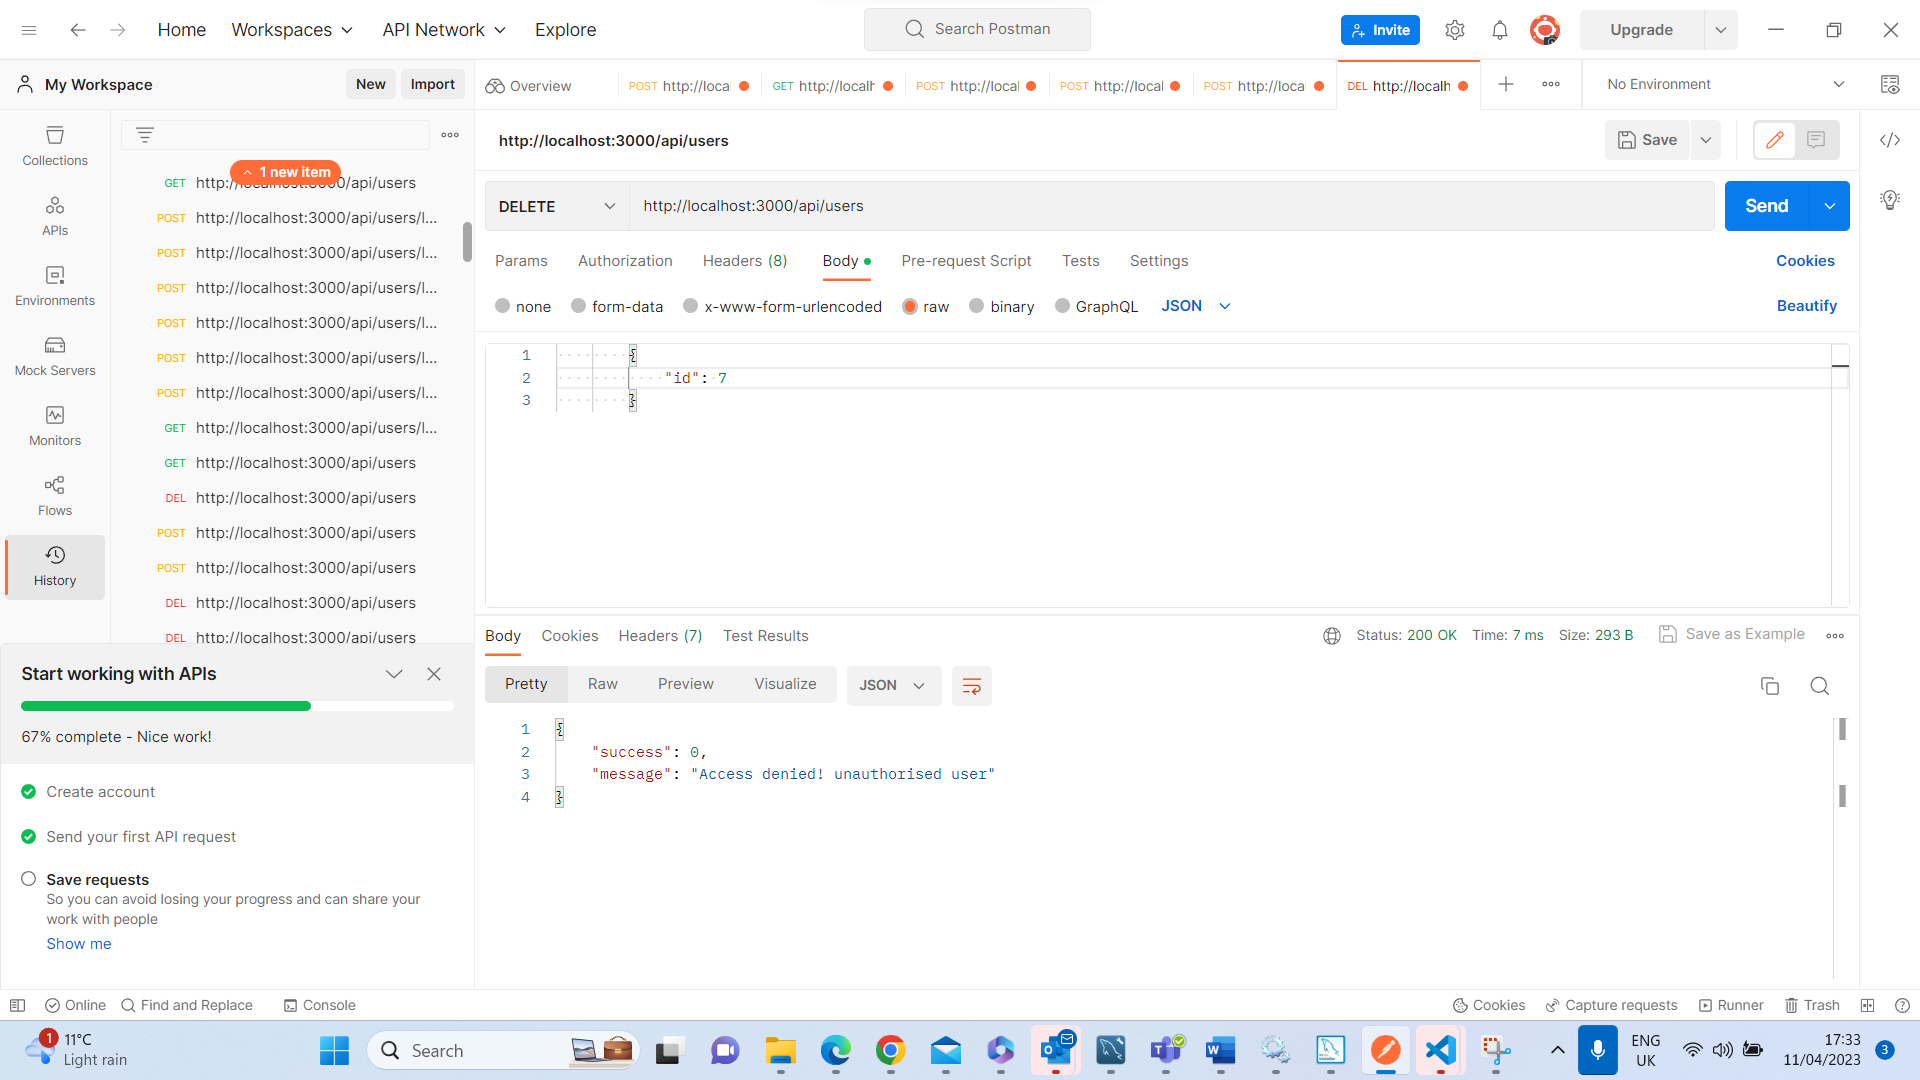 Home
Workspaces
API Network
Explore
Search Postman
Invite
Upgrade
My Workspace
New
Import
Overview
POST http://local
GET http://localh
POST http://local
POST http://local
POST http://loca
DEL http://localh
No Environment
Collections
APIs
Environments
Mock Servers
Monitors
Flows
History
1 new item
GET http://localhost:3000/api/users
POST http://localhost:3000/api/users/l...
POST http://localhost:3000/api/users/l...
POST http://localhost:3000/api/users/l...
POST http://localhost:3000/api/users/l...
POST http://localhost:3000/api/users/l...
POST http://localhost:3000/api/users/l...
GET http://localhost:3000/api/users/l...
GET http://localhost:3000/api/users
DEL http://localhost:3000/api/users
POST http://localhost:3000/api/users
POST http://localhost:3000/api/users
DEL http://localhost:3000/api/users
DEL http://localhost:3000/api/users
Start working with APIs
67% complete - Nice work!
Create account
Send your first API request
Save requests
So you can avoid losing your progress and can share your
work with people
Show me
http://localhost:3000/api/users
Save
DELETE
http://localhost:3000/api/users
Send
Params
Authorization
Headers (8)
Body
Pre-request Script
Tests
Settings
Cookies
none
form-data
x-www-form-urlencoded
raw
binary
GraphQL
JSON
Beautify
1 {
2 "id": 7
3 }
Body
Cookies
Headers (7)
Test Results
Status: 200 OK
Time: 7 ms
Size: 293 B
Save as Example
Pretty
Raw
Preview
Visualize
JSON
1 {
2 "success": 0,
3 "message": "Access denied! unauthorised user"
4 }
Online
Find and Replace
Console
Cookies
Capture requests
Runner
Trash
1
11°C
Light rain
Search
ENG
UK
17:33
11/04/2023
3